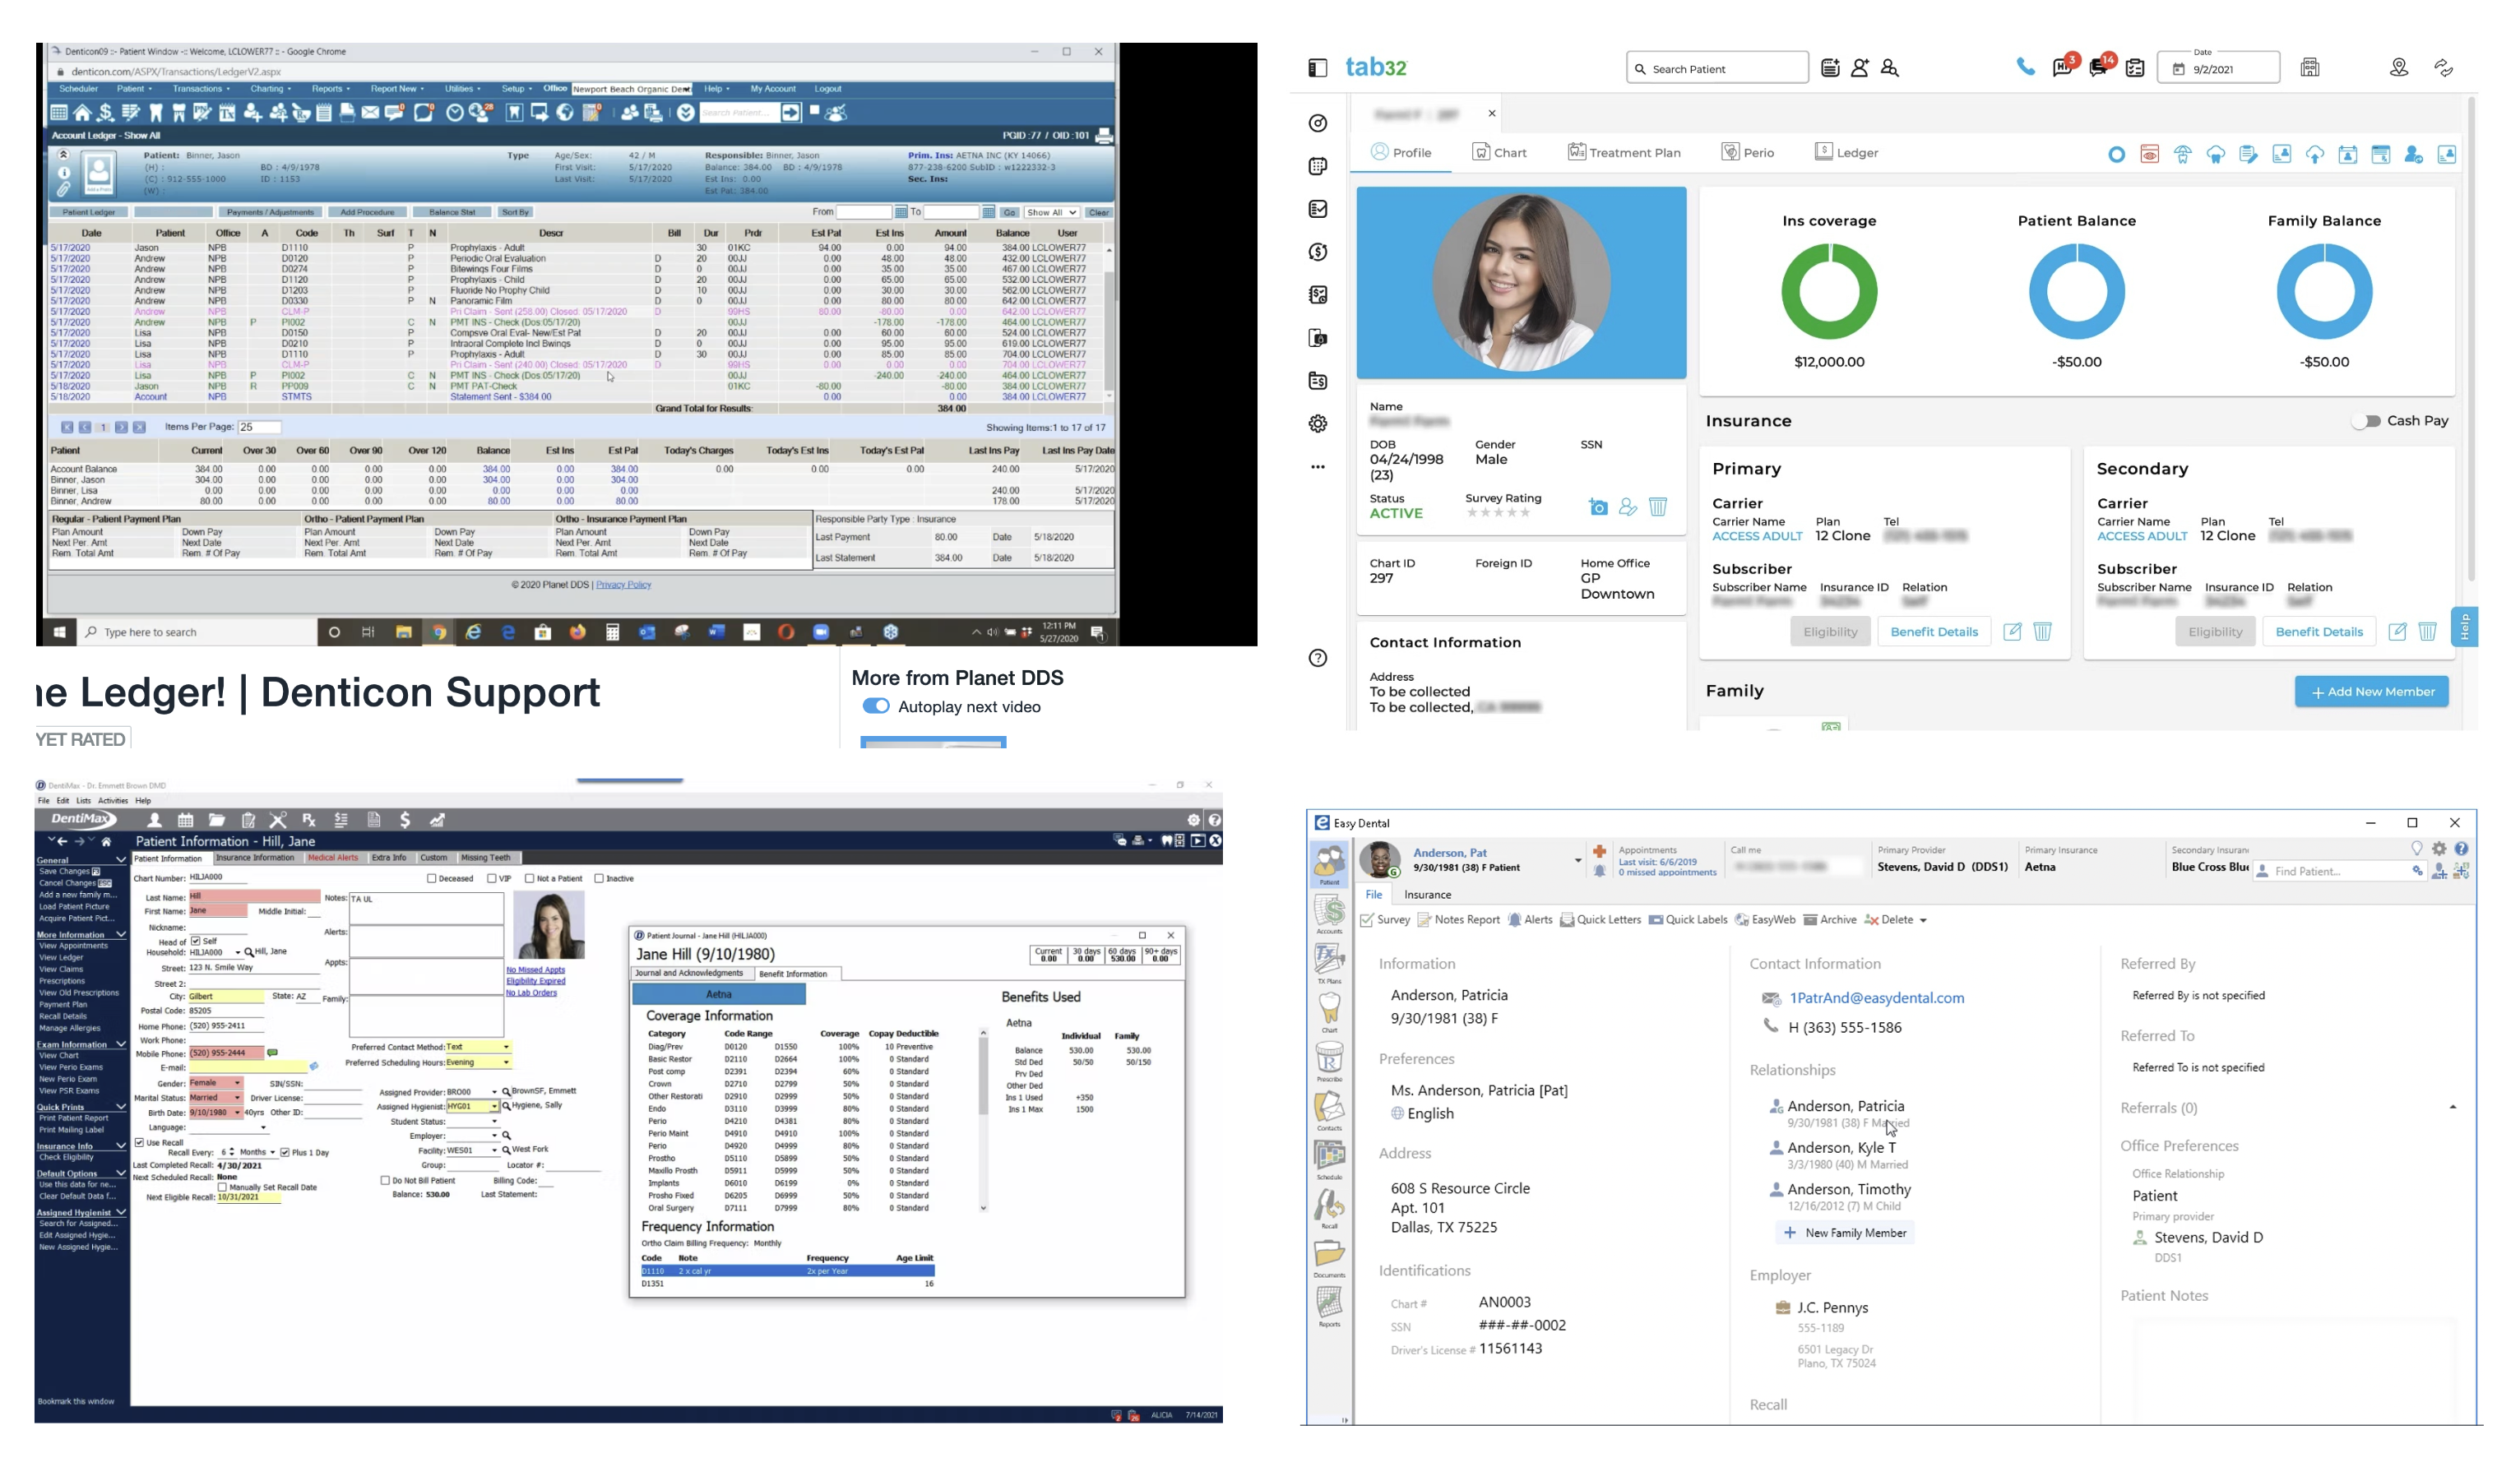 Denticon09 :- Patient Window -:: Welcome, LCLOWER77 :: - Google Chrome
denticon.com/ASPX/Transactions/LedgerV2.aspx
Scheduler Patient Transactions Charting Reports Report New Utilities Setup Office Newport Beach Organic Dent Help My Account Logout
Search Patient...
Account Ledger - Show All PGID :77 / OID :101
Patient: Binner, Jason Type Age/Sex: 42 / M Responsible: Binner, Jason Prim. Ins: AETNA INC (KY 14066)
(H) : BD : 4/9/1978 First Visit: 5/17/2020 Balance: 384.00 BD : 4/9/1978 877-238-6200 SubID : w1222332-3
(C) : 912-555-1000 ID : 1153 Last Visit: 5/17/2020 Est Ins: 0.00 Sec. Ins:
(W) : Est Pat: 384.00
Patient Ledger Payments / Adjustments Add Procedure Balance Stat Sort By From To Go Show All Clear
Date Patient Office A Code Th Surf T N Descr Bill Dur Prdr Est Pat Est Ins Amount Balance User
5/17/2020 Jason NPB D1110 P Prophylaxis - Adult 30 01KC 94.00 0.00 94.00 384.00 LCLOWER77
5/17/2020 Andrew NPB D0120 P Periodic Oral Evaluation D 20 00JJ 0.00 48.00 48.00 432.00 LCLOWER77
5/17/2020 Andrew NPB D0274 P Bitewings Four Films D 0 00JJ 0.00 35.00 35.00 467.00 LCLOWER77
5/17/2020 Andrew NPB D1120 P Prophylaxis - Child D 20 00JJ 0.00 65.00 65.00 532.00 LCLOWER77
5/17/2020 Andrew NPB D1203 P Fluoride No Prophy Child D 10 00JJ 0.00 30.00 30.00 562.00 LCLOWER77
5/17/2020 Andrew NPB D0330 P N Panoramic Film D 0 00JJ 0.00 80.00 80.00 642.00 LCLOWER77
5/17/2020 Andrew NPB CLM-P Pri Claim - Sent (258.00) Closed: 05/17/2020 D 99HS 80.00 -80.00 0.00 642.00 LCLOWER77
5/17/2020 Andrew NPB P PI002 C N PMT INS - Check (Dos:05/17/20) 00JJ -178.00 -178.00 464.00 LCLOWER77
5/17/2020 Lisa NPB D0150 P Compsve Oral Eval- New/Est Pat D 20 00JJ 0.00 60.00 60.00 524.00 LCLOWER77
5/17/2020 Lisa NPB D0210 P Intraoral Complete Incl Bwings D 0 00JJ 0.00 95.00 95.00 619.00 LCLOWER77
5/17/2020 Lisa NPB D1110 P Prophylaxis - Adult D 30 00JJ 0.00 85.00 85.00 704.00 LCLOWER77
5/17/2020 Lisa NPB CLM-P Pri Claim - Sent (240.00) Closed: 05/17/2020 D 99HS 0.00 0.00 0.00 704.00 LCLOWER77
5/17/2020 Lisa NPB P PI002 C N PMT INS - Check (Dos:05/17/20) 00JJ -240.00 -240.00 464.00 LCLOWER77
5/18/2020 Jason NPB R PP009 C N PMT PAT-Check 01KC -80.00 -80.00 384.00 LCLOWER77
5/18/2020 Account NPB STMTS Statement Sent - $384.00 0.00 0.00 384.00 LCLOWER77
Grand Total for Results: 384.00
1 Items Per Page: 25 Showing Items:1 to 17 of 17
Patient Current Over 30 Over 60 Over 90 Over 120 Balance Est Ins Est Pat Today's Charges Today's Est Ins Today's Est Pat Last Ins Pay Last Ins Pay Date
Account Balance 384.00 0.00 0.00 0.00 0.00 384.00 0.00 384.00 0.00 0.00 0.00 240.00 5/17/2020
Binner, Jason 304.00 0.00 0.00 0.00 0.00 304.00 0.00 304.00
Binner, Lisa 0.00 0.00 0.00 0.00 0.00 0.00 0.00 0.00 240.00 5/17/2020
Binner, Andrew 80.00 0.00 0.00 0.00 0.00 80.00 0.00 80.00 178.00 5/17/2020
Regular - Patient Payment Plan Ortho - Patient Payment Plan Ortho - Insurance Payment Plan Responsible Party Type : Insurance
Plan Amount Down Pay Plan Amount Down Pay Plan Amount Down Pay
Next Per. Amt Next Date Next Per. Amt Next Date Next Per. Amt Next Date Last Payment 80.00 Date 5/18/2020
Rem. Total Amt Rem. # Of Pay Rem. Total Amt Rem. # Of Pay Rem. Total Amt Rem. # Of Pay
Last Statement 384.00 Date 5/18/2020
© 2020 Planet DDS | Privacy Policy
Type here to search 12:11 PM
5/27/2020
ne Ledger! | Denticon Support
YET RATED
More from Planet DDS
Autoplay next video
tab32
Search Patient
3 14
Date
9/2/2021
Profile Chart Treatment Plan Perio Ledger
Name
DOB Gender SSN
04/24/1998 Male
(23)
Status Survey Rating
ACTIVE
Chart ID Foreign ID Home Office
297 GP
Downtown
Contact Information
Address
To be collected
To be collected,
Ins coverage Patient Balance Family Balance
$12,000.00 -$50.00 -$50.00
Insurance Cash Pay
Primary
Carrier
Carrier Name Plan Tel
ACCESS ADULT 12 Clone
Subscriber
Subscriber Name Insurance ID Relation
Eligibility Benefit Details
Secondary
Carrier
Carrier Name Plan Tel
ACCESS ADULT 12 Clone
Subscriber
Subscriber Name Insurance ID Relation
Eligibility Benefit Details
Help
Family + Add New Member
DentiMax - Dr. Emmett Brown DMD
File Edit Lists Activities Help
DentiMax
Patient Information - Hill, Jane
General
Save Changes
Cancel Changes
Add a new family m...
Load Patient Picture
Acquire Patient Pict...
More Information
View Appointments
View Ledger
View Claims
Prescriptions
View Old Prescriptions
Payment Plan
Recall Details
Manage Allergies
Exam Information
View Chart
View Perio Exams
New Perio Exam
View PSR Exams
Quick Prints
Print Patient Report
Print Mailing Label
Insurance Info
Check Eligibility
Default Options
Use this data for ne...
Clear Default Data f...
Assigned Hygienist
Search for Assigned...
Edit Assigned Hygie...
New Assigned Hygie...
Bookmark this window
Patient Information Insurance Information Medical Alerts Extra Info Custom Missing Teeth
Chart Number: HILJA000 Deceased VIP Not a Patient Inactive
Last Name: Hill Notes: TA UL
First Name: Jane Middle Initial:
Nickname:
Head of Self Alerts:
Household: HILJA000 Hill, Jane
Street: 123 N. Smile Way Appts: No Missed Appts
Street 2: Eligibility Expired
City: Gilbert State: AZ Family: No Lab Orders
Postal Code: 85205
Home Phone: (520) 955-2411
Work Phone: Preferred Contact Method: Text
Mobile Phone: (520) 955-2444
E-mail: Preferred Scheduling Hours: Evening
Gender: Female SIN/SSN: Assigned Provider: BRO00 BrownSF, Emmett
Marital Status: Married Driver License: Assigned Hygienist: HYG01 Hygiene, Sally
Birth Date: 9/10/1980 40yrs Other ID:
Student Status:
Language: Employer:
Use Recall
Recall Every: 6 Months Plus 1 Day Facility: WES01 West Fork
Last Completed Recall: 4/30/2021 Group: Locator #:
Next Scheduled Recall: None Do Not Bill Patient Billing Code:
Manually Set Recall Date
Next Eligible Recall: 10/31/2021 Balance: 530.00 Last Statement:
Patient Journal - Jane Hill (HILJA000)
Jane Hill (9/10/1980)
Current 30 days 60 days 90+ days
0.00 0.00 530.00 0.00
Journal and Acknowledgments Benefit Information
Aetna
Coverage Information
Category Code Range Coverage Copay Deductible
Diag/Prev D0120 D1550 100% 10 Preventive
Basic Restor D2110 D2664 100% 0 Standard
Post comp D2391 D2394 60% 0 Standard
Crown D2710 D2799 50% 0 Standard
Other Restorati D2910 D2999 50% 0 Standard
Endo D3110 D3999 80% 0 Standard
Perio D4210 D4381 80% 0 Standard
Perio Maint D4910 D4910 100% 0 Standard
Perio D4920 D4999 80% 0 Standard
Prostho D5110 D5899 50% 0 Standard
Maxillo Prosth D5911 D5999 50% 0 Standard
Implants D6010 D6199 0% 0 Standard
Prosho Fixed D6205 D6999 50% 0 Standard
Oral Surgery D7111 D7999 80% 0 Standard
Frequency Information
Ortho Claim Billing Frequency: Monthly
Code Note Frequency Age Limit
D1110 2 x cal yr 2x per Year
D1351 16
Benefits Used
Aetna
Individual Family
Balance 530.00 530.00
Std Ded 50/50 50/150
Prv Ded
Other Ded
Ins 1 Used +350
Ins 1 Max 1500
ALICIA 7/14/2021
Easy Dental
Anderson, Pat
9/30/1981 (38) F Patient
Appointments
Last visit: 6/6/2019
0 missed appointments
Call me
Primary Provider
Stevens, David D (DDS1)
Primary Insurance
Aetna
Secondary Insuran
Blue Cross Blue
Find Patient...
File Insurance
Survey Notes Report Alerts Quick Letters Quick Labels EasyWeb Archive Delete
Patient
Accounts
TX Plans
Chart
Prescribe
Contacts
Schedule
Recall
Documents
Reports
Information
Anderson, Patricia
9/30/1981 (38) F
Preferences
Ms. Anderson, Patricia [Pat]
English
Address
608 S Resource Circle
Apt. 101
Dallas, TX 75225
Identifications
Chart # AN0003
SSN ###-##-0002
Driver's License # 11561143
Contact Information
1PatrAnd@easydental.com
H (363) 555-1586
Relationships
Anderson, Patricia
9/30/1981 (38) F Married
Anderson, Kyle T
3/3/1980 (40) M Married
Anderson, Timothy
12/16/2012 (7) M Child
+ New Family Member
Employer
J.C. Pennys
555-1189
6501 Legacy Dr
Plano, TX 75024
Recall
Referred By
Referred By is not specified
Referred To
Referred To is not specified
Referrals (0)
Office Preferences
Office Relationship
Patient
Primary provider
Stevens, David D
DDS1
Patient Notes